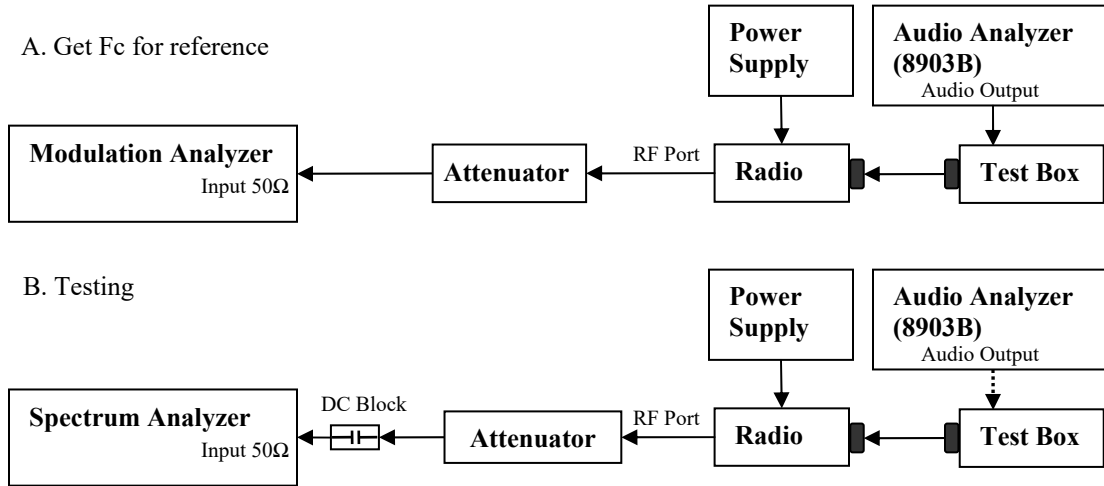 A. Get Fc for reference
Power
Supply
Audio Analyzer
(8903B)
Audio Output
Modulation Analyzer
Input 50Ω
Attenuator
RF Port
Radio
Test Box
B. Testing
Power
Supply
Audio Analyzer
(8903B)
Audio Output
Spectrum Analyzer
Input 50Ω
DC Block
Attenuator
RF Port
Radio
Test Box